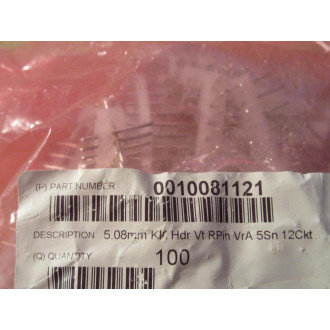 (P) PART NUMBER 0010081121
DESCRIPTION 5.08mm KK Hdr Vt RPin VrA 5Sn 12Ckt
(Q) QUANTITY 100